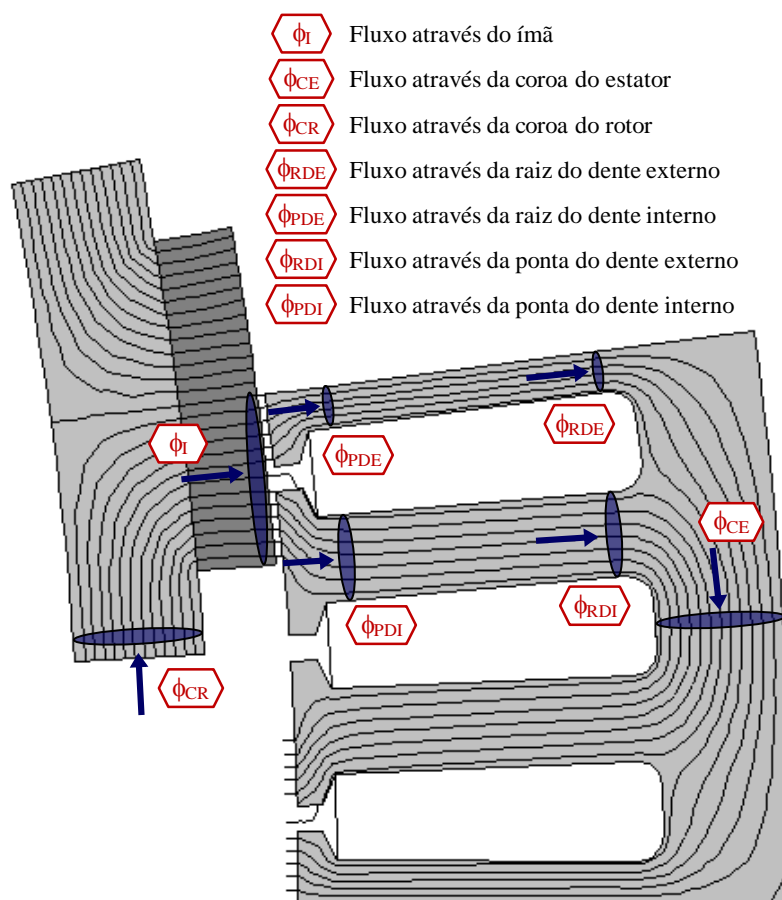 ϕI Fluxo através do ímã
ϕCE Fluxo através da coroa do estator
ϕCR Fluxo através da coroa do rotor
ϕRDE Fluxo através da raiz do dente externo
ϕPDE Fluxo através da raiz do dente interno
ϕRDI Fluxo através da ponta do dente externo
ϕPDI Fluxo através da ponta do dente interno
ϕI
ϕPDE
ϕRDE
ϕCE
ϕPDI
ϕRDI
ϕCR